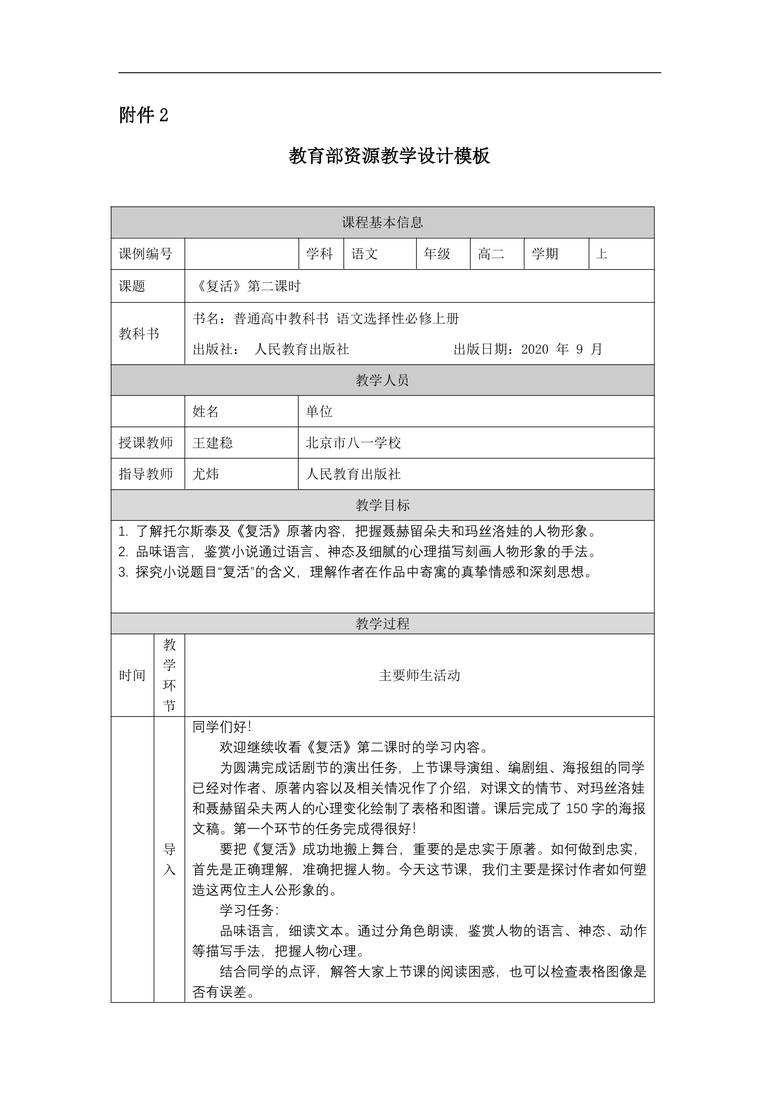 附件 2
教育部资源教学设计模板
课程基本信息
课例编号 学科 语文 年级 高二 学期 上
课题 《复活》第二课时
教科书
书名：普通高中教科书 语文选择性必修上册
出版社： 人民教育出版社 出版日期：2020 年 9 月
教学人员
姓名 单位
授课教师 王建稳 北京市八一学校
指导教师 尤炜 人民教育出版社
教学目标
1. 了解托尔斯泰及《复活》原著内容，把握聂赫留朵夫和玛丝洛娃的人物形象。
2. 品味语言，鉴赏小说通过语言、神态及细腻的心理描写刻画人物形象的手法。
3. 探究小说题目“复活”的含义，理解作者在作品中寄寓的真挚情感和深刻思想。
教学过程
时间
教
学
环
节
主要师生活动
导
入
同学们好！
欢迎继续收看《复活》第二课时的学习内容。
为圆满完成话剧节的演出任务，上节课导演组、编剧组、海报组的同学
已经对作者、原著内容以及相关情况作了介绍，对课文的情节、对玛丝洛娃
和聂赫留朵夫两人的心理变化绘制了表格和图谱。课后完成了 150 字的海报
文稿。第一个环节的任务完成得很好！
要把《复活》成功地搬上舞台，重要的是忠实于原著。如何做到忠实，
首先是正确理解，准确把握人物。今天这节课，我们主要是探讨作者如何塑
造这两位主人公形象的。
学习任务：
品味语言，细读文本。通过分角色朗读，鉴赏人物的语言、神态、动作
等描写手法，把握人物心理。
结合同学的点评，解答大家上节课的阅读困惑，也可以检查表格图像是
否有误差。